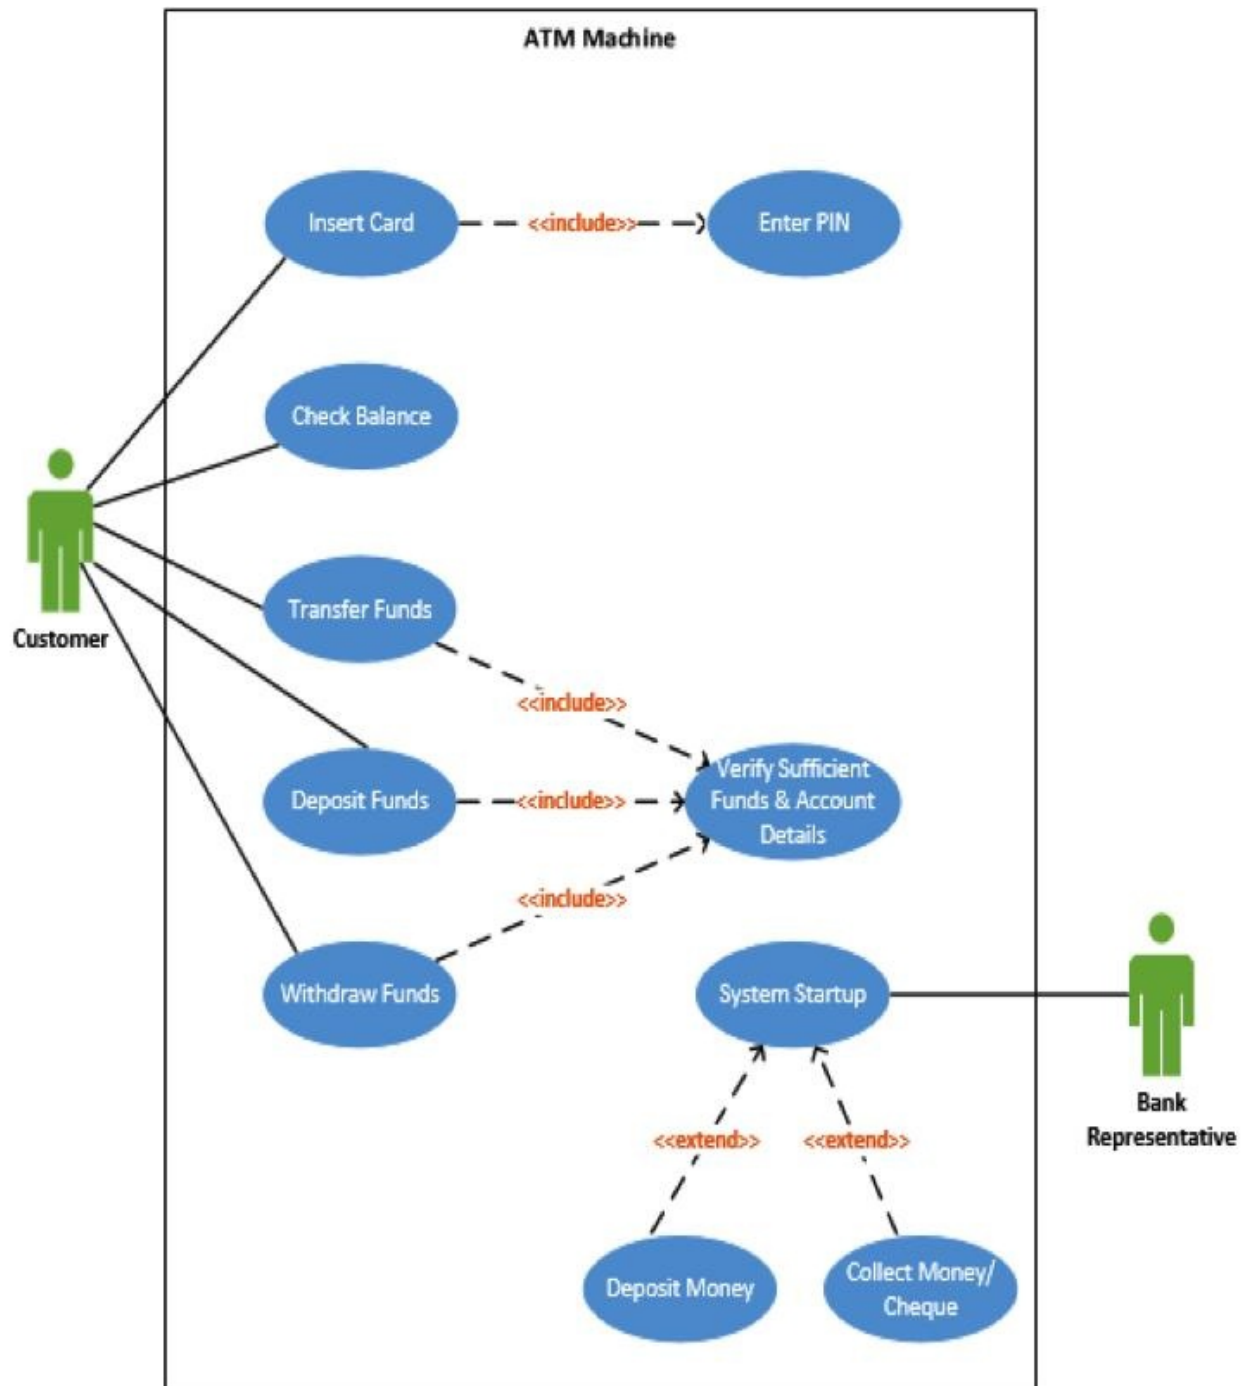 ATM Machine
Insert Card
<<include>>
Enter PIN
Check Balance
Customer
Transfer Funds
<<include>>
Deposit Funds
<<include>>
Verify Sufficient
Funds & Account
Details
<<include>>
Withdraw Funds
System Startup
Bank
Representative
<<extend>>
<<extend>>
Deposit Money
Collect Money/
Cheque